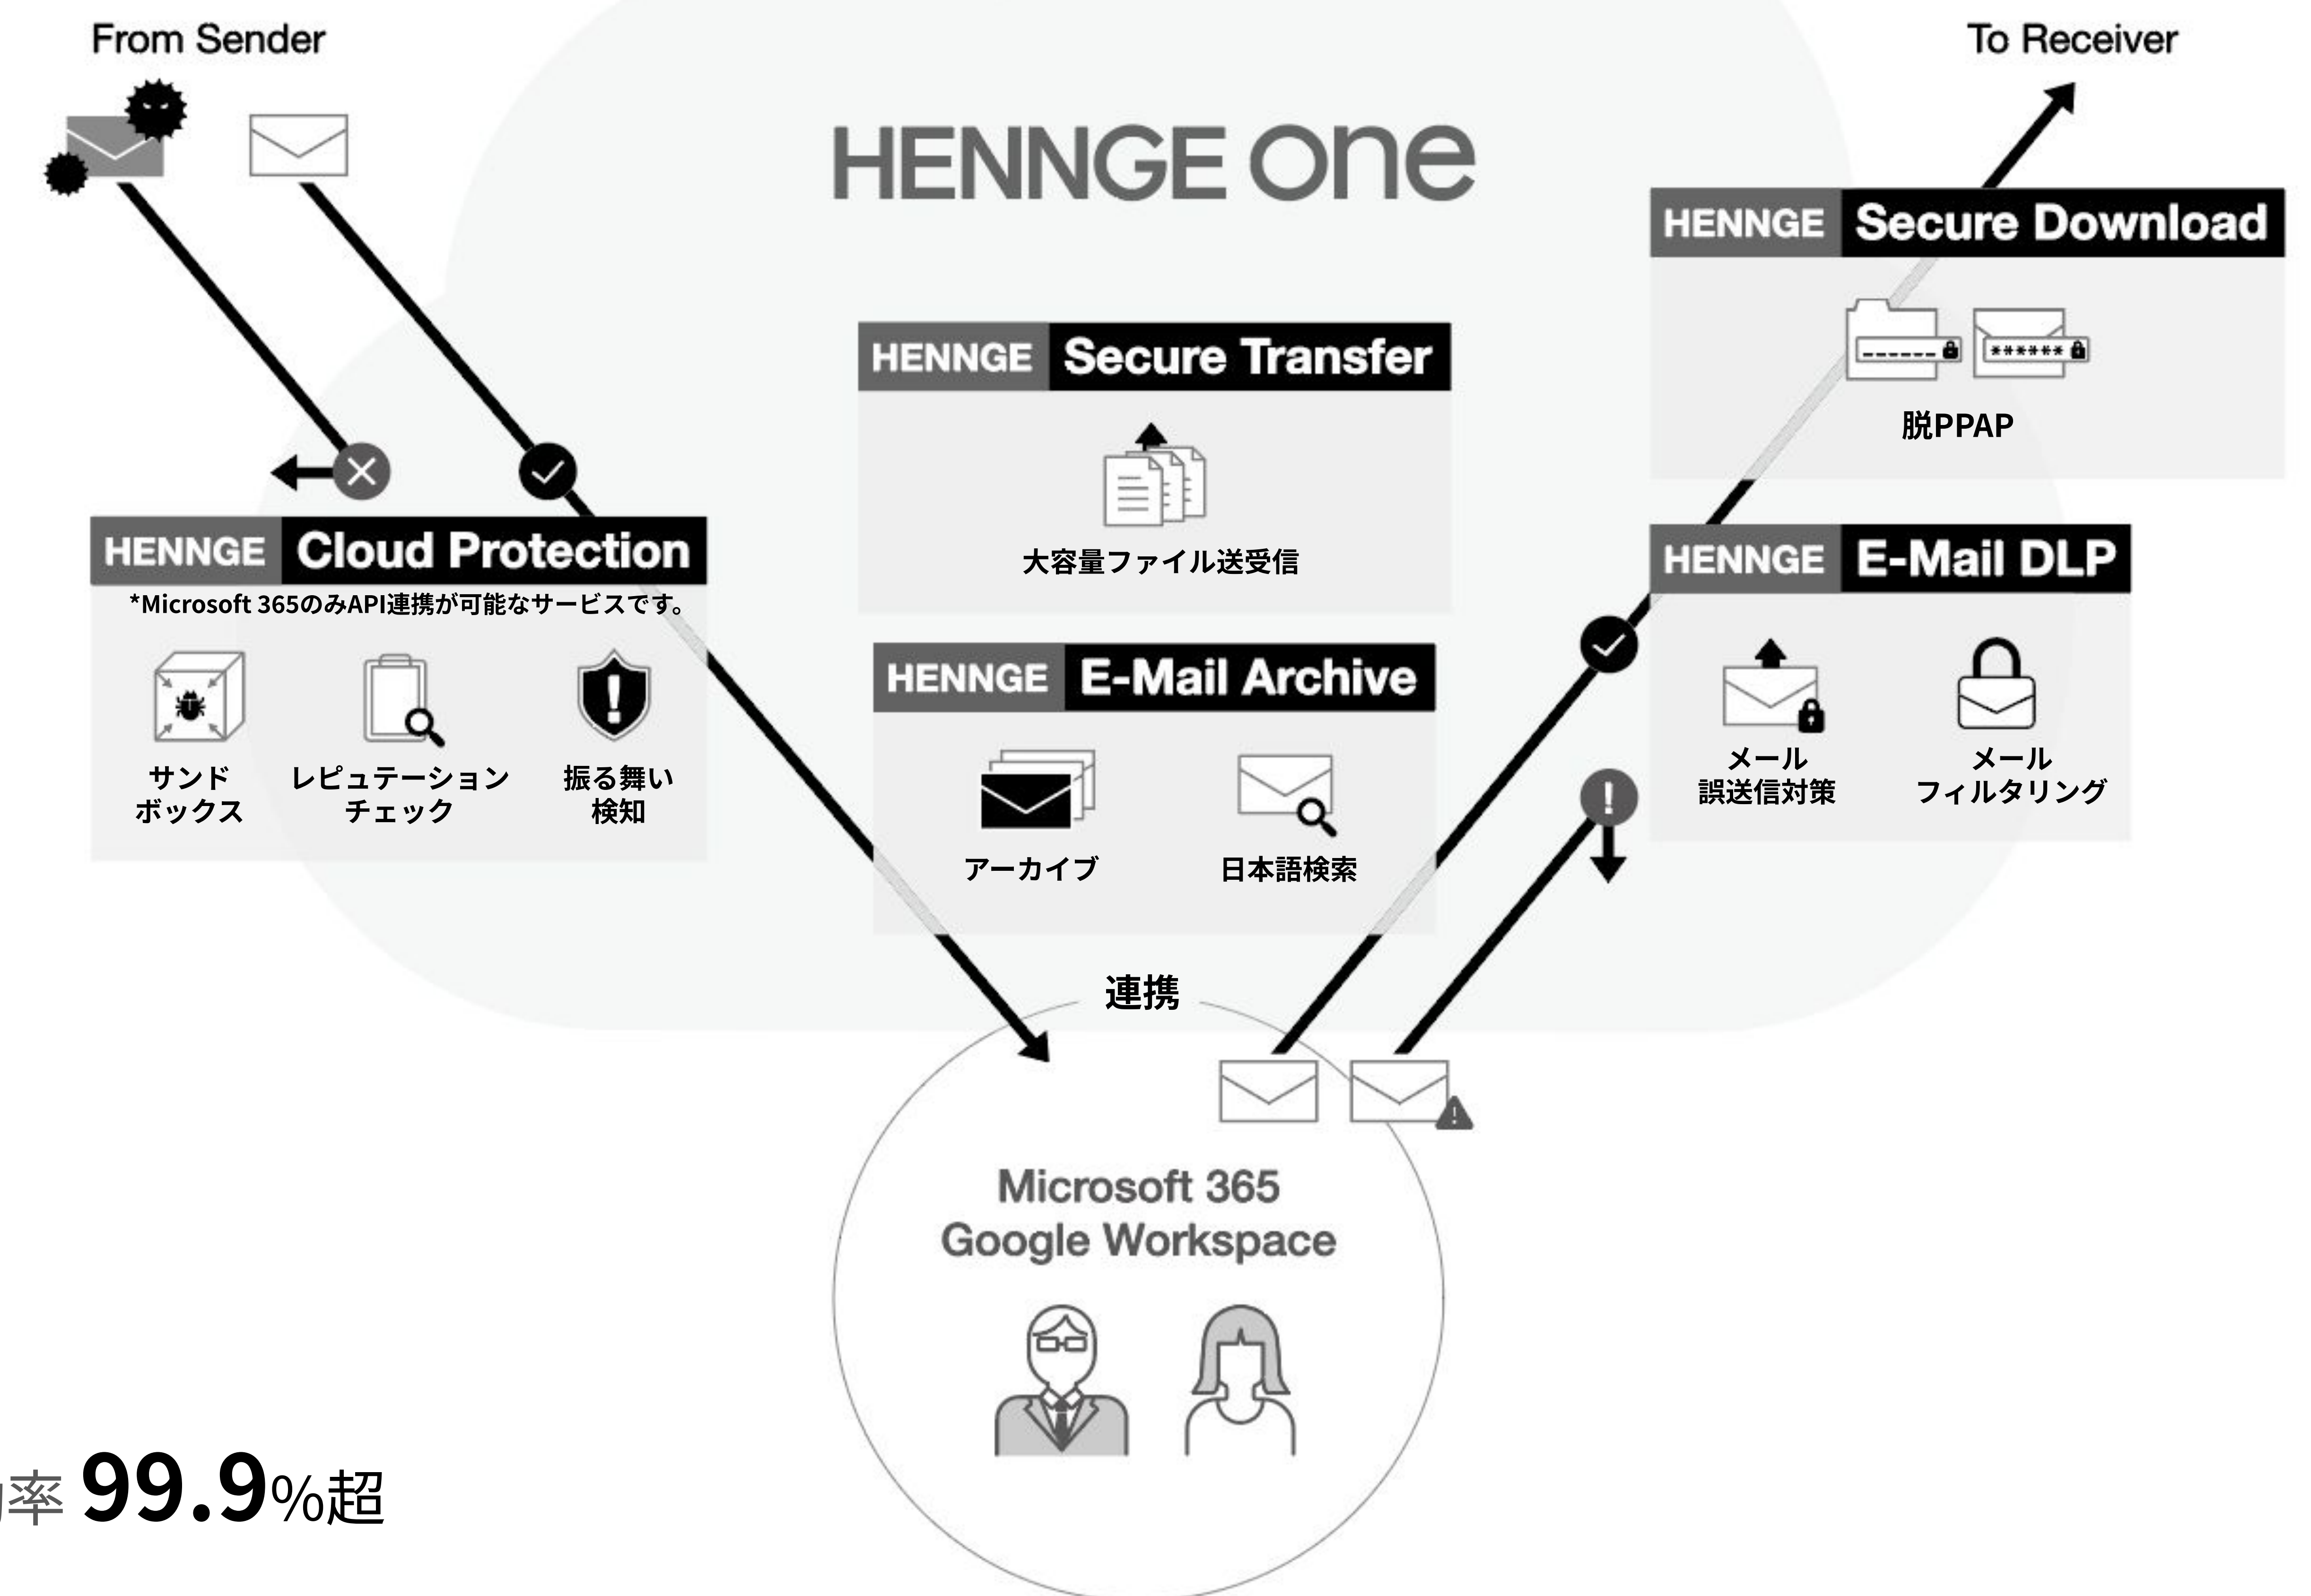 From Sender
To Receiver
HENNGE one
HENNGE Secure Download
脱PPAP
HENNGE Secure Transfer
大容量ファイル送受信
HENNGE Cloud Protection
*Microsoft 365のみAPI連携が可能なサービスです。
サンド
ボックス
レピュテーション
チェック
振る舞い
検知
HENNGE E-Mail DLP
メール
誤送信対策
メール
フィルタリング
HENNGE E-Mail Archive
アーカイブ
日本語検索
連携
Microsoft 365
Google Workspace
率 99.9%超